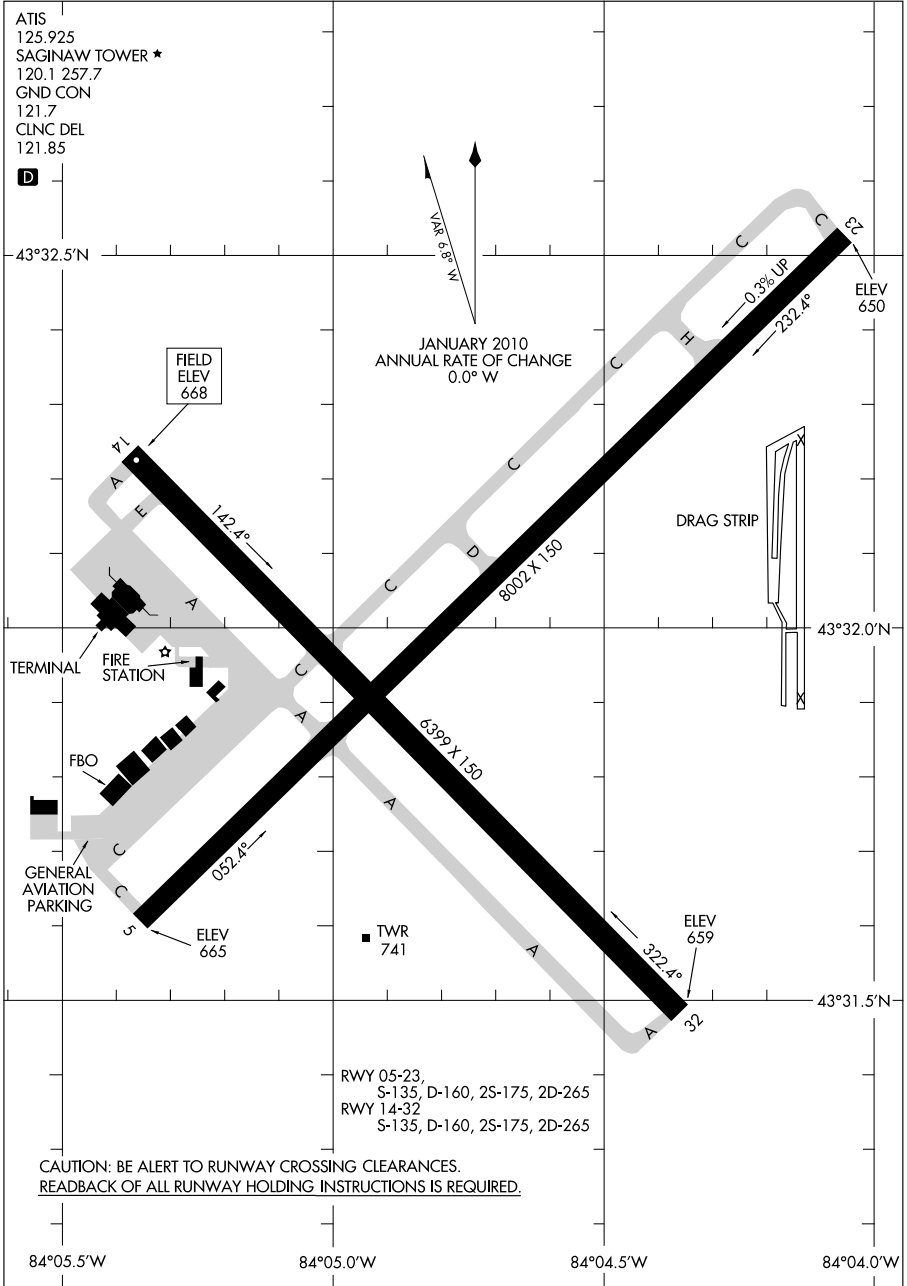 ATIS
125.925
SAGINAW TOWER ★
120.1 257.7
GND CON
121.7
CLNC DEL
121.85
D
VAR 6.8° W
C
C
23
43°32.5'N
0.3% UP
232.4°
ELEV
650
H
JANUARY 2010
ANNUAL RATE OF CHANGE
0.0° W
C
FIELD
ELEV
668
14
A
E
142.4°
C
X
DRAG STRIP
D
8002 X 150
C
A
TERMINAL
FIRE
STATION
43°32.0'N
C
A
X
6399 X 150
FBO
A
C
052.4°
C
GENERAL
AVIATION
PARKING
5
ELEV
665
TWR
741
A
ELEV
659
322.4°
43°31.5'N
32
A
RWY 05-23,
S-135, D-160, 2S-175, 2D-265
RWY 14-32
S-135, D-160, 2S-175, 2D-265
CAUTION: BE ALERT TO RUNWAY CROSSING CLEARANCES.
READBACK OF ALL RUNWAY HOLDING INSTRUCTIONS IS REQUIRED.
84°05.5'W
84°05.0'W
84°04.5'W
84°04.0'W